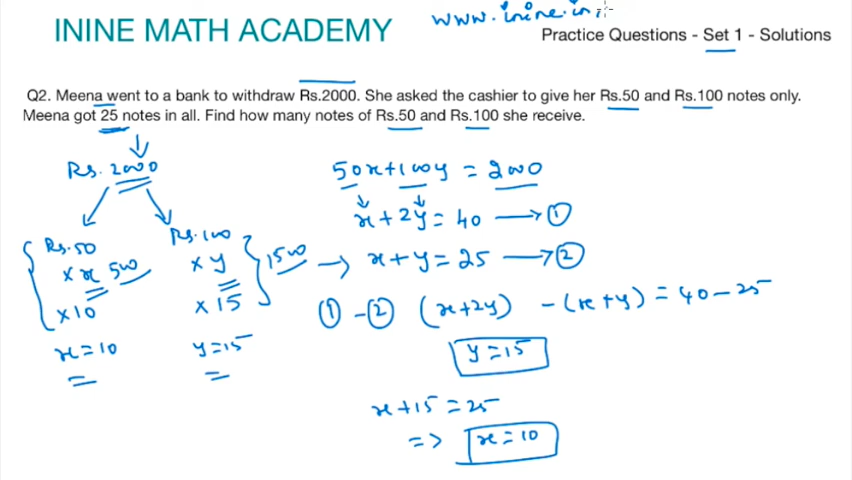 www.inine.in
ININE MATH ACADEMY
Practice Questions - Set 1 - Solutions
Q2. Meena went to a bank to withdraw Rs.2000. She asked the cashier to give her Rs.50 and Rs.100 notes only.
Meena got 25 notes in all. Find how many notes of Rs.50 and Rs.100 she receive.
Rs. 2000
Rs.50
Rs.100
× x 500
× y
1500
×10
× 15
x=10
y=15
50x+100y = 2000
x+2y=40 → ①
→ x+y=25 → ②
① - ② (x+2y) - (x+y) = 40-25
y=15
x+15=25
=> x=10